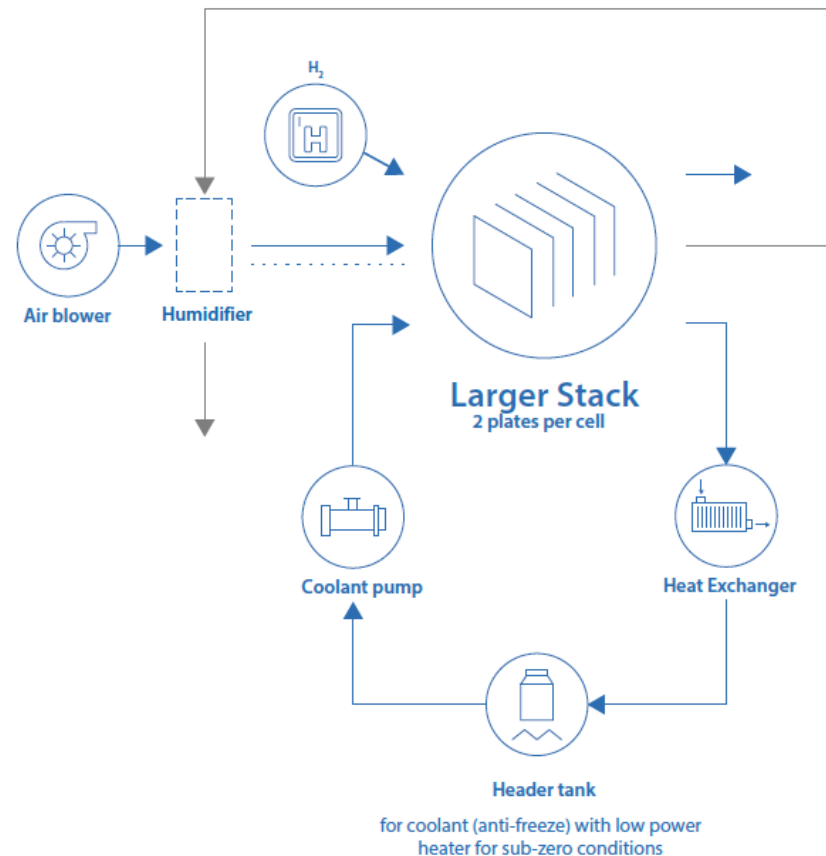 H₂
H
Air blower
Humidifier
Larger Stack
2 plates per cell
Coolant pump
Heat Exchanger
Header tank
for coolant (anti-freeze) with low power
heater for sub-zero conditions